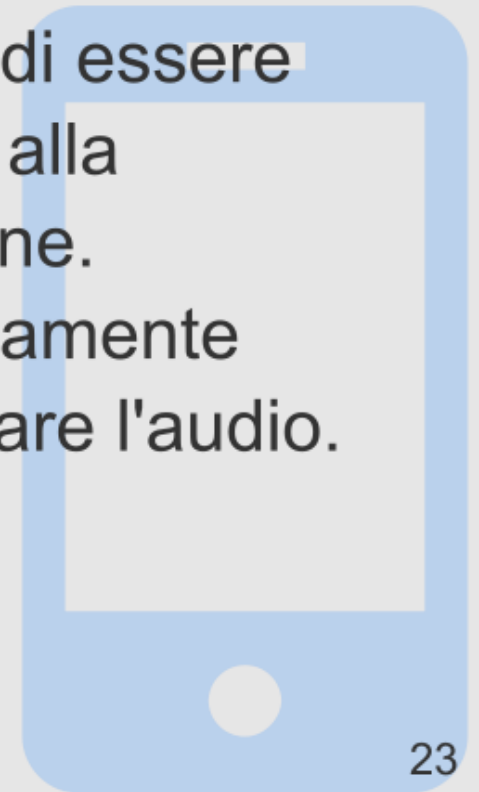 di essere
alla
ne.
amente
are l'audio.
23